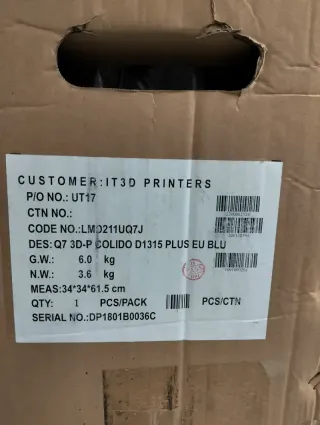 CUSTOMER:IT3D PRINTERS
P/O NO.: UT17
CTN NO.:
CODE NO.:LMD211UQ7J
DES:Q7 3D-P COLIDO D1315 PLUS EU BLU
G.W.: 6.0 kg
N.W.: 3.6 kg
MEAS:34*34*61.5 cm
QTY: 1 PCS/PACK PCS/CTN
SERIAL NO.:DP1801B0036C